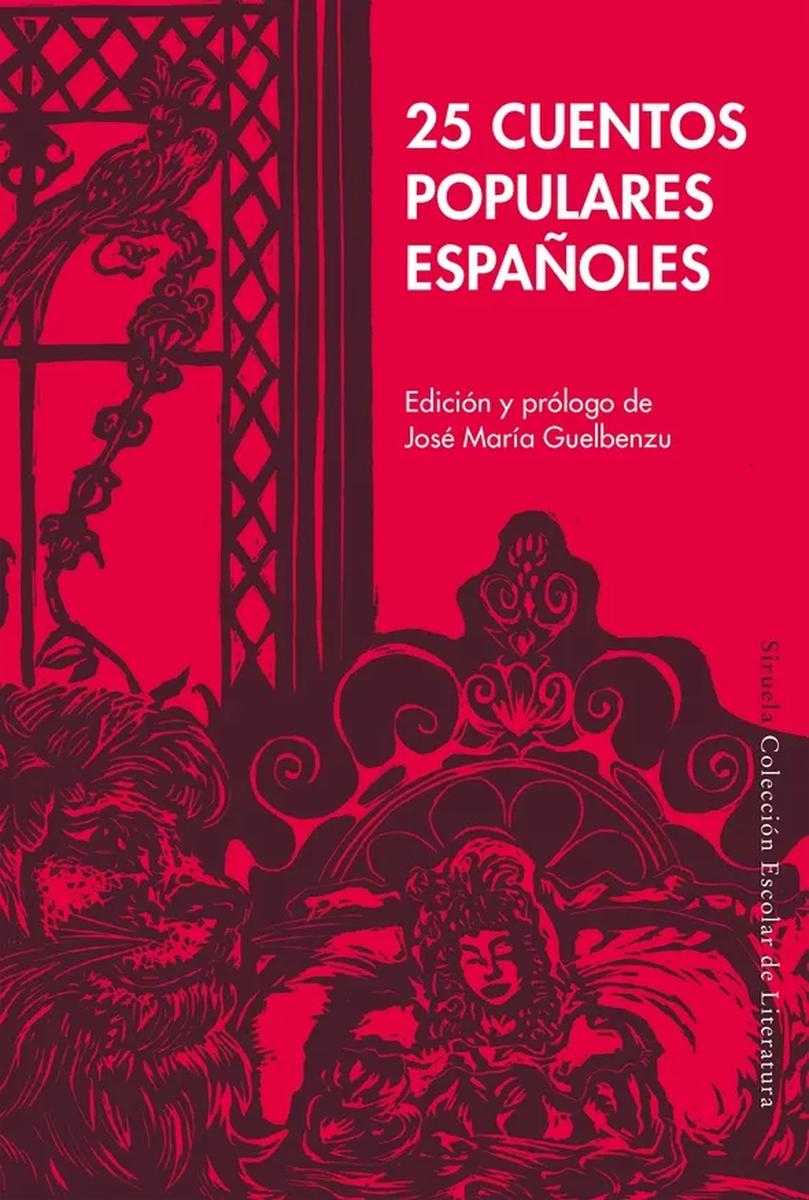 25 CUENTOS
POPULARES
ESPAÑOLES
Edición y prólogo de
José María Guelbenzu
Siruela Colección Escolar de Literatura